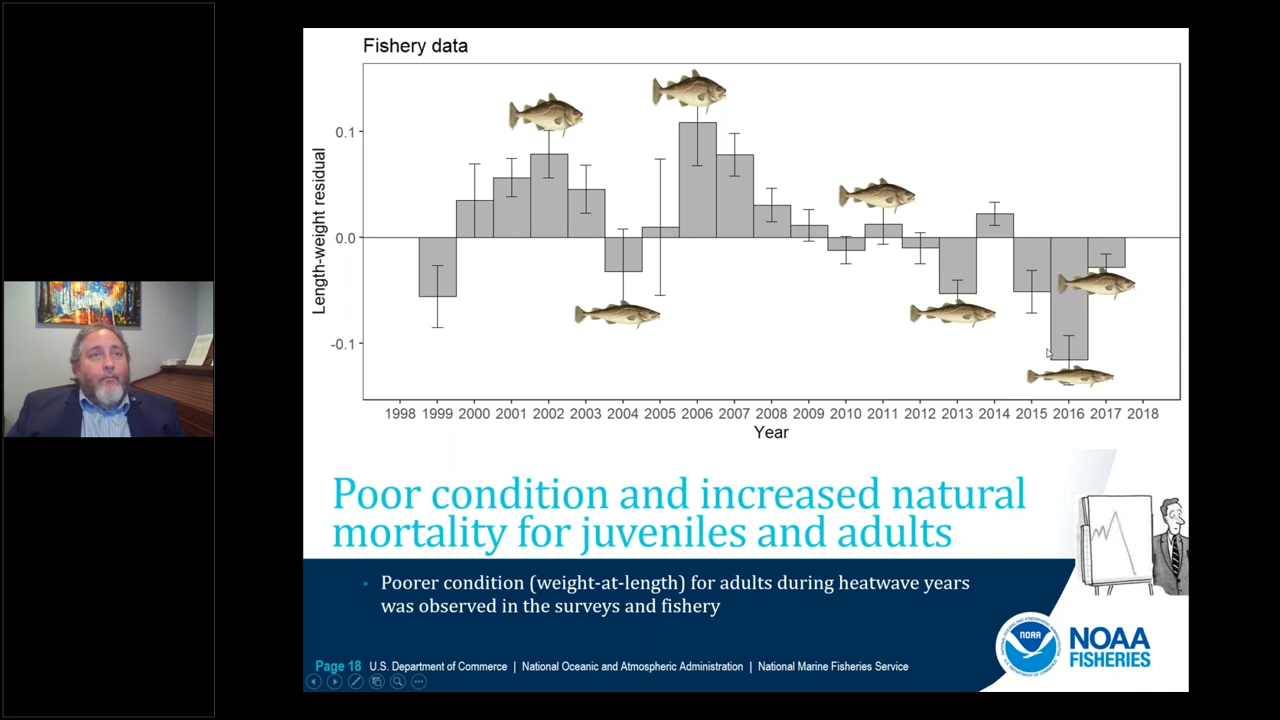 Fishery data
Length-weight residual
0.1
0.0
-0.1
1998 1999 2000 2001 2002 2003 2004 2005 2006 2007 2008 2009 2010 2011 2012 2013 2014 2015 2016 2017 2018
Year
Poor condition and increased natural
mortality for juveniles and adults
• Poorer condition (weight-at-length) for adults during heatwave years
was observed in the surveys and fishery
NOAA
NOAA
FISHERIES
Page 18 U.S. Department of Commerce | National Oceanic and Atmospheric Administration | National Marine Fisheries Service